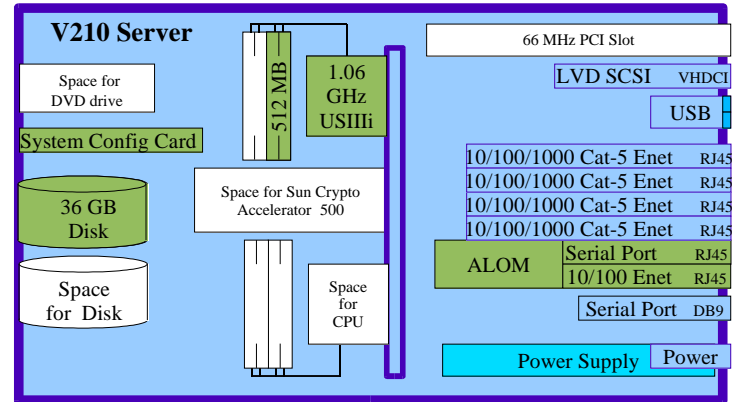 V210 Server
Space for
DVD drive
System Config Card
36 GB
Disk
Space
for Disk
512 MB
1.06
GHz
USIIIi
Space for Sun Crypto
Accelerator 500
Space
for
CPU
66 MHz PCI Slot
LVD SCSI VHDCI
USB
10/100/1000 Cat-5 Enet RJ45
10/100/1000 Cat-5 Enet RJ45
10/100/1000 Cat-5 Enet RJ45
10/100/1000 Cat-5 Enet RJ45
ALOM
Serial Port RJ45
10/100 Enet RJ45
Serial Port DB9
Power Supply Power